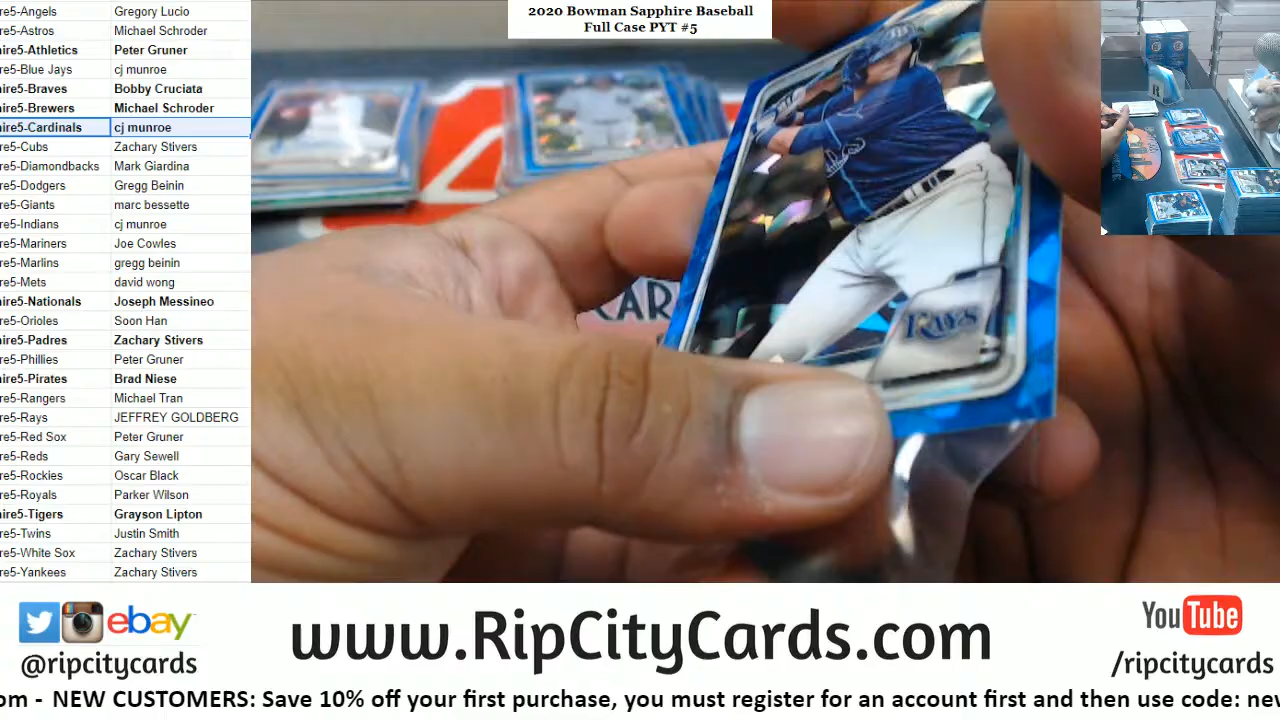 2020 Bowman Sapphire Baseball
Full Case PYT #5
re5-Angels Gregory Lucio
re5-Astros Michael Schroder
ire5-Athletics Peter Gruner
re5-Blue Jays cj munroe
ire5-Braves Bobby Cruciata
ire5-Brewers Michael Schroder
ire5-Cardinals cj munroe
re5-Cubs Zachary Stivers
re5-Diamondbacks Mark Giardina
re5-Dodgers Gregg Beinin
re5-Giants marc bessette
re5-Indians cj munroe
re5-Mariners Joe Cowles
re5-Marlins gregg beinin
re5-Mets david wong
ire5-Nationals Joseph Messineo
re5-Orioles Soon Han
ire5-Padres Zachary Stivers
re5-Phillies Peter Gruner
ire5-Pirates Brad Niese
re5-Rangers Michael Tran
re5-Rays JEFFREY GOLDBERG
re5-Red Sox Peter Gruner
re5-Reds Gary Sewell
re5-Rockies Oscar Black
re5-Royals Parker Wilson
ire5-Tigers Grayson Lipton
re5-Twins Justin Smith
re5-White Sox Zachary Stivers
re5-Yankees Zachary Stivers
RAYS
CAR
ebay
@ripcitycards
www.RipCityCards.com
YouTube
/ripcitycards
om - NEW CUSTOMERS: Save 10% off your first purchase, you must register for an account first and then use code: new